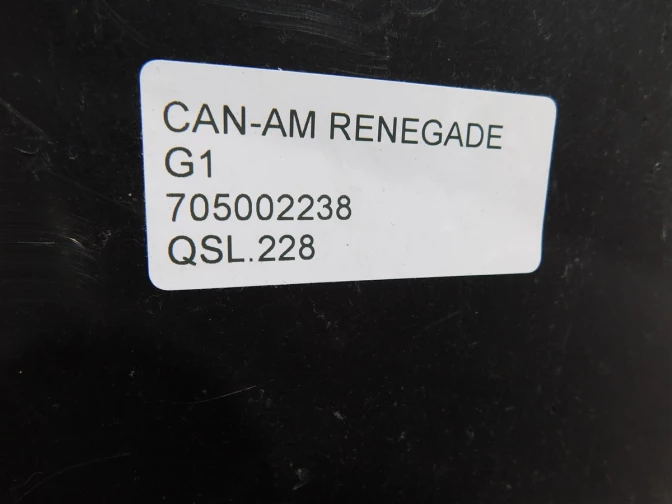 CAN-AM RENEGADE
G1
705002238
QSL.228